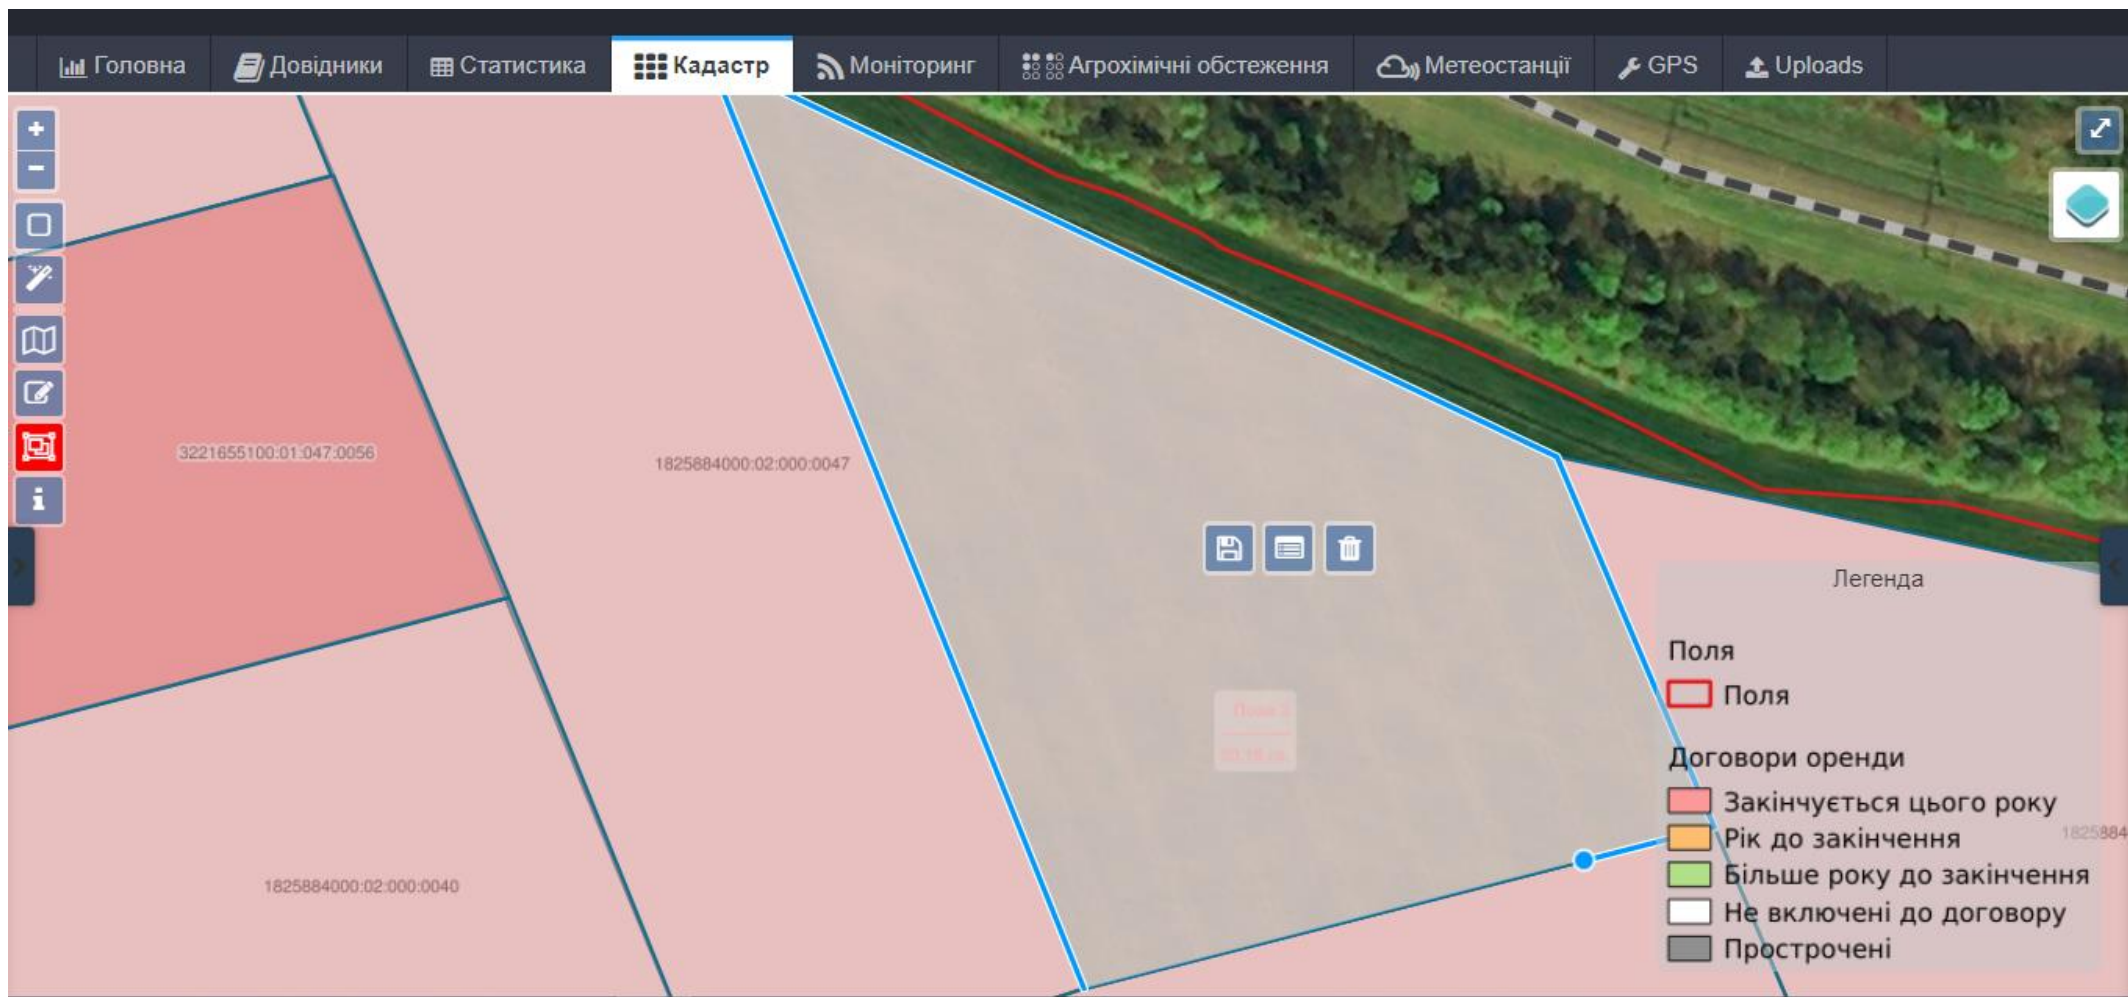 Головна
Довідники
Статистика
Кадастр
Моніторинг
Агрохімічні обстеження
Метеостанції
GPS
Uploads
3221655100:01:047:0056
1825884000:02:000:0047
1825884000:02:000:0040
Легенда
Поля
Поля
Договори оренди
Закінчується цього року
Рік до закінчення
Більше року до закінчення
Не включені до договору
Прострочені
1825884